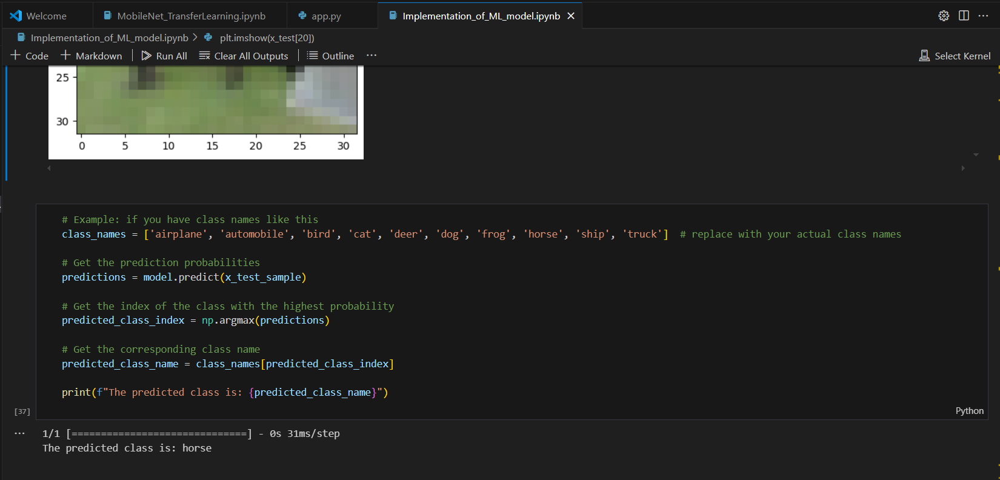 Welcome MobileNet_TransferLearning.ipynb app.py Implementation_of_ML_model.ipynb
Implementation_of_ML_model.ipynb > plt.imshow(x_test[20])
+ Code + Markdown | Run All Clear All Outputs | Outline ... Select Kernel
25
30
0 5 10 15 20 25 30
# Example: if you have class names like this
class_names = ['airplane', 'automobile', 'bird', 'cat', 'deer', 'dog', 'frog', 'horse', 'ship', 'truck']  # replace with your actual class names
# Get the prediction probabilities
predictions = model.predict(x_test_sample)
# Get the index of the class with the highest probability
predicted_class_index = np.argmax(predictions)
# Get the corresponding class name
predicted_class_name = class_names[predicted_class_index]
print(f"The predicted class is: {predicted_class_name}")
[37] Python
... 1/1 [==============================] - 0s 31ms/step
The predicted class is: horse